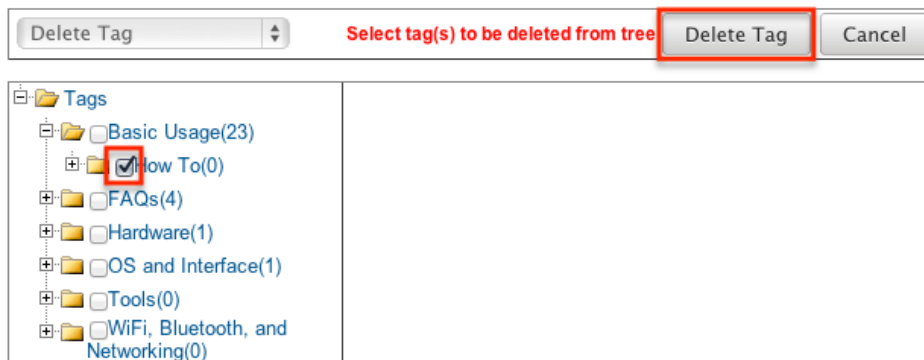 Delete Tag
Select tag(s) to be deleted from tree
Delete Tag
Cancel
Tags
Basic Usage(23)
How To(0)
FAQs(4)
Hardware(1)
OS and Interface(1)
Tools(0)
WiFi, Bluetooth, and
Networking(0)